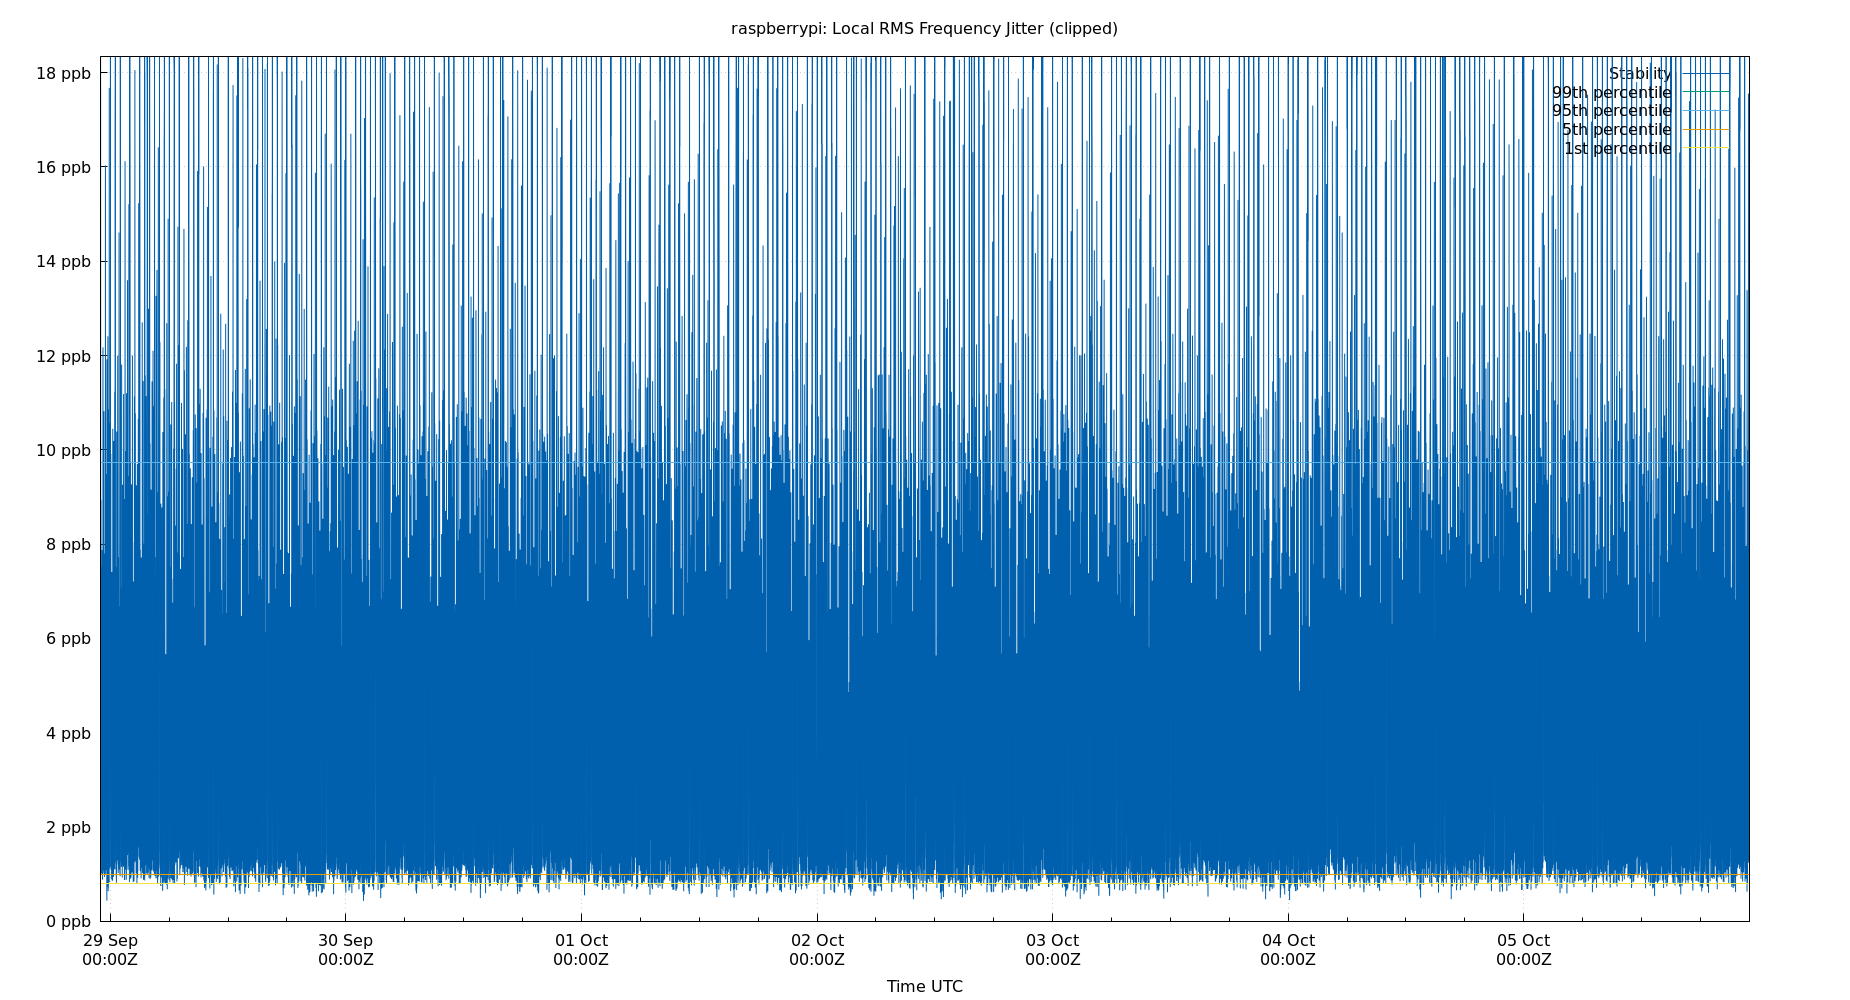 raspberrypi: Local RMS Frequency Jitter (clipped)
18 ppb
16 ppb
14 ppb
12 ppb
10 ppb
8 ppb
6 ppb
4 ppb
2 ppb
0 ppb
Stability
99th percentile
95th percentile
5th percentile
1st percentile
29 Sep
00:00Z
30 Sep
00:00Z
01 Oct
00:00Z
02 Oct
00:00Z
03 Oct
00:00Z
04 Oct
00:00Z
05 Oct
00:00Z
Time UTC